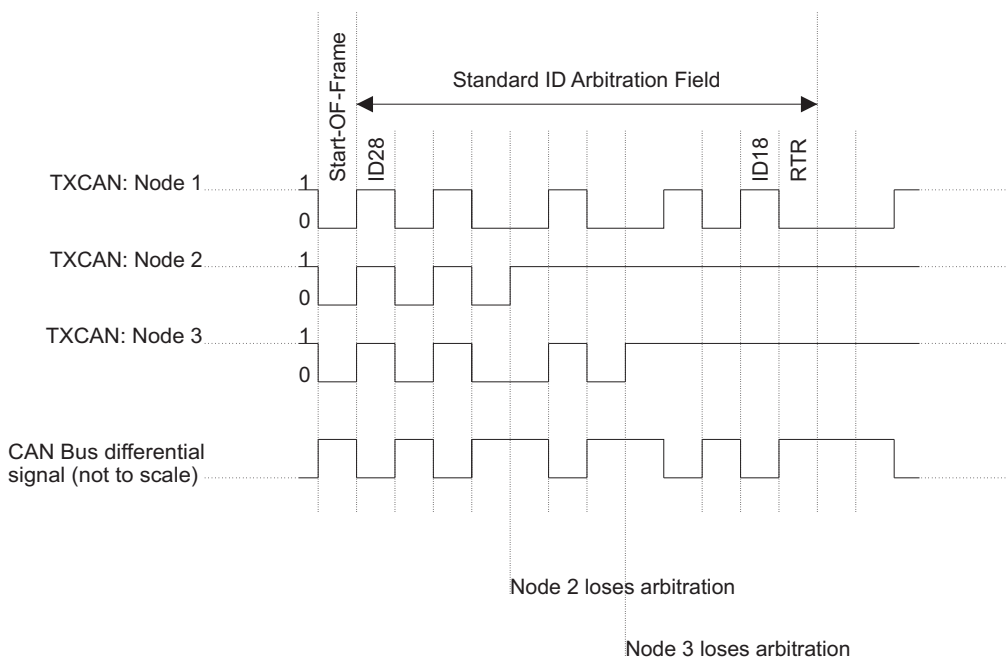 Start-OF-Frame
Standard ID Arbitration Field
ID28
ID18
RTR
TXCAN: Node 1
1
0
TXCAN: Node 2
1
0
TXCAN: Node 3
1
0
CAN Bus differential
signal (not to scale)
Node 2 loses arbitration
Node 3 loses arbitration